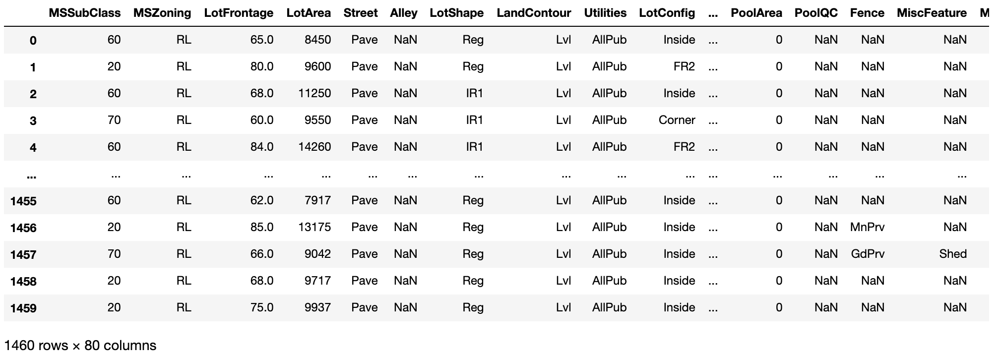 MSSubClass MSZoning LotFrontage LotArea Street Alley LotShape LandContour Utilities LotConfig ... PoolArea PoolQC Fence MiscFeature M
0 60 RL 65.0 8450 Pave NaN Reg Lvl AllPub Inside ... 0 NaN NaN NaN
1 20 RL 80.0 9600 Pave NaN Reg Lvl AllPub FR2 ... 0 NaN NaN NaN
2 60 RL 68.0 11250 Pave NaN IR1 Lvl AllPub Inside ... 0 NaN NaN NaN
3 70 RL 60.0 9550 Pave NaN IR1 Lvl AllPub Corner ... 0 NaN NaN NaN
4 60 RL 84.0 14260 Pave NaN IR1 Lvl AllPub FR2 ... 0 NaN NaN NaN
... ... ... ... ... ... ... ... ... ... ... ... ... ... ... ...
1455 60 RL 62.0 7917 Pave NaN Reg Lvl AllPub Inside ... 0 NaN NaN NaN
1456 20 RL 85.0 13175 Pave NaN Reg Lvl AllPub Inside ... 0 NaN MnPrv NaN
1457 70 RL 66.0 9042 Pave NaN Reg Lvl AllPub Inside ... 0 NaN GdPrv Shed
1458 20 RL 68.0 9717 Pave NaN Reg Lvl AllPub Inside ... 0 NaN NaN NaN
1459 20 RL 75.0 9937 Pave NaN Reg Lvl AllPub Inside ... 0 NaN NaN NaN
1460 rows × 80 columns